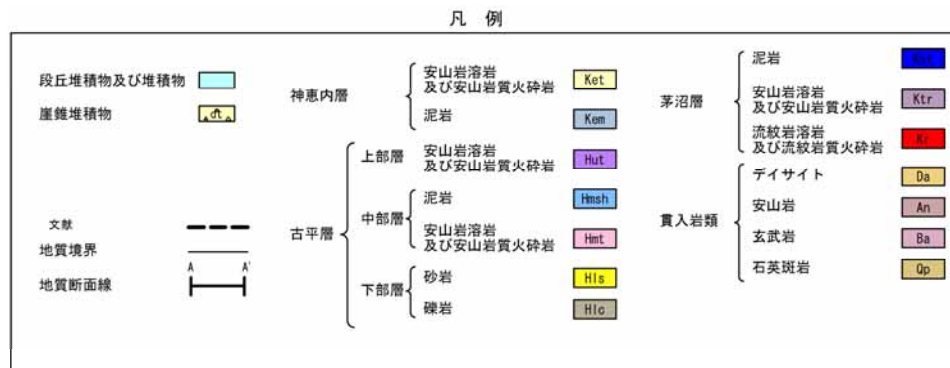 凡 例
段丘堆積物及び堆積物
崖錐堆積物
dt
文献
地質境界
A A'
地質断面線
神恵内層
安山岩溶岩
及び安山岩質火砕岩
Ket
泥岩
Kem
古平層
上部層
安山岩溶岩
及び安山岩質火砕岩
Hut
中部層
泥岩
Hmsh
安山岩溶岩
及び安山岩質火砕岩
Hmt
下部層
砂岩
Hls
礫岩
Hlc
茅沼層
泥岩
安山岩溶岩
及び安山岩質火砕岩
Ktr
流紋岩溶岩
及び流紋岩質火砕岩
Kr
貫入岩類
デイサイト
Da
安山岩
An
玄武岩
Ba
石英斑岩
Qp